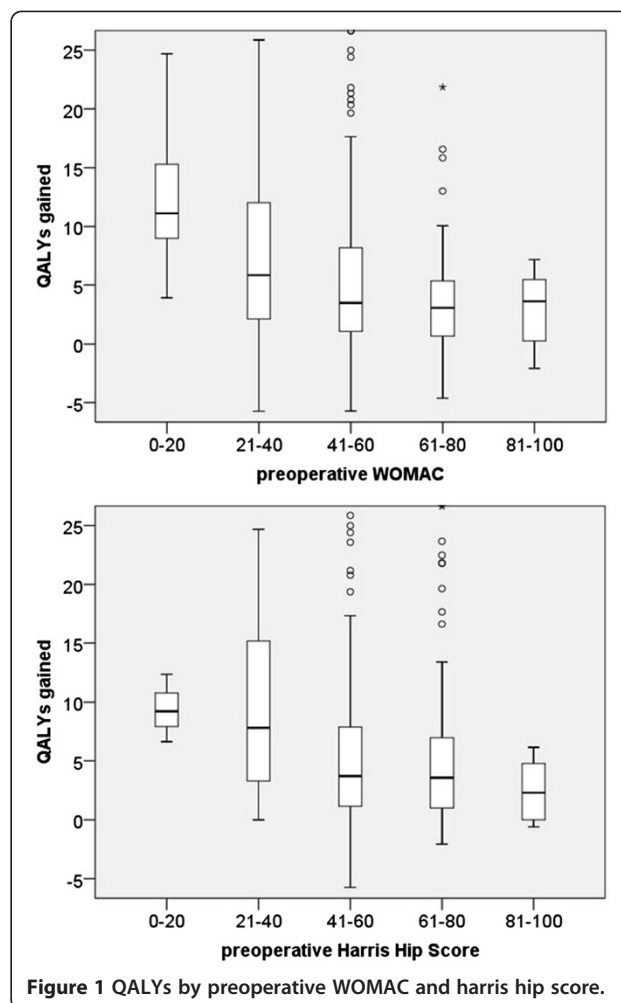 25
20
15
10
5
0
-5
QALYs gained
0-20 21-40 41-60 61-80 81-100
preoperative WOMAC
25
20
15
10
5
0
-5
QALYs gained
0-20 21-40 41-60 61-80 81-100
preoperative Harris Hip Score
Figure 1 QALYs by preoperative WOMAC and harris hip score.